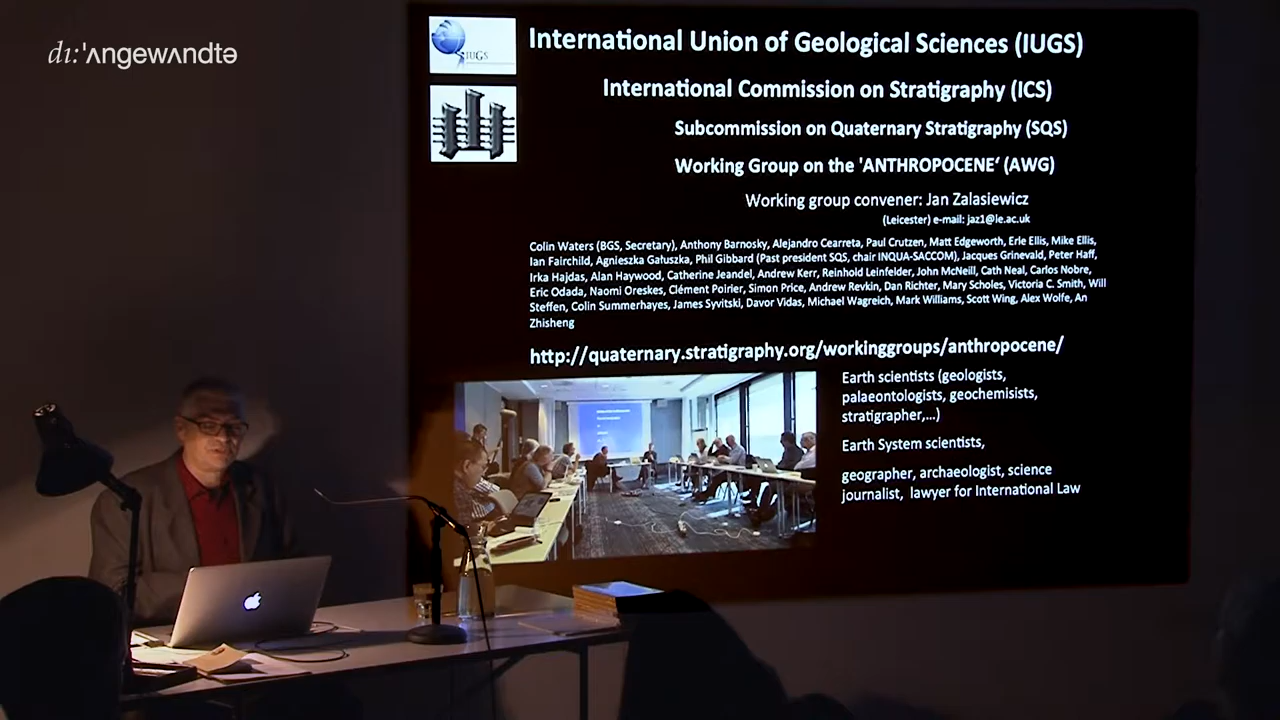 dı:'ʌngewʌndtə
IUGS
International Union of Geological Sciences (IUGS)
International Commission on Stratigraphy (ICS)
Subcommission on Quaternary Stratigraphy (SQS)
Working Group on the 'ANTHROPOCENE‘ (AWG)
Working group convener: Jan Zalasiewicz
(Leicester) e-mail: jaz1@le.ac.uk
Colin Waters (BGS, Secretary), Anthony Barnosky, Alejandro Cearreta, Paul Crutzen, Matt Edgeworth, Erle Ellis, Mike Ellis,
Ian Fairchild, Agnieszka Gałuszka, Phil Gibbard (Past president SQS, chair INQUA-SACCOM), Jacques Grinevald, Peter Haff,
Irka Hajdas, Alan Haywood, Catherine Jeandel, Andrew Kerr, Reinhold Leinfelder, John McNeill, Cath Neal, Carlos Nobre,
Eric Odada, Naomi Oreskes, Clément Poirier, Simon Price, Andrew Revkin, Dan Richter, Mary Scholes, Victoria C. Smith, Will
Steffen, Colin Summerhayes, James Syvitski, Davor Vidas, Michael Wagreich, Mark Williams, Scott Wing, Alex Wolfe, An
Zhisheng
http://quaternary.stratigraphy.org/workinggroups/anthropocene/
Earth scientists (geologists,
palaeontologists, geochemisists,
stratigrapher,...)
Earth System scientists,
geographer, archaeologist, science
journalist, lawyer for International Law